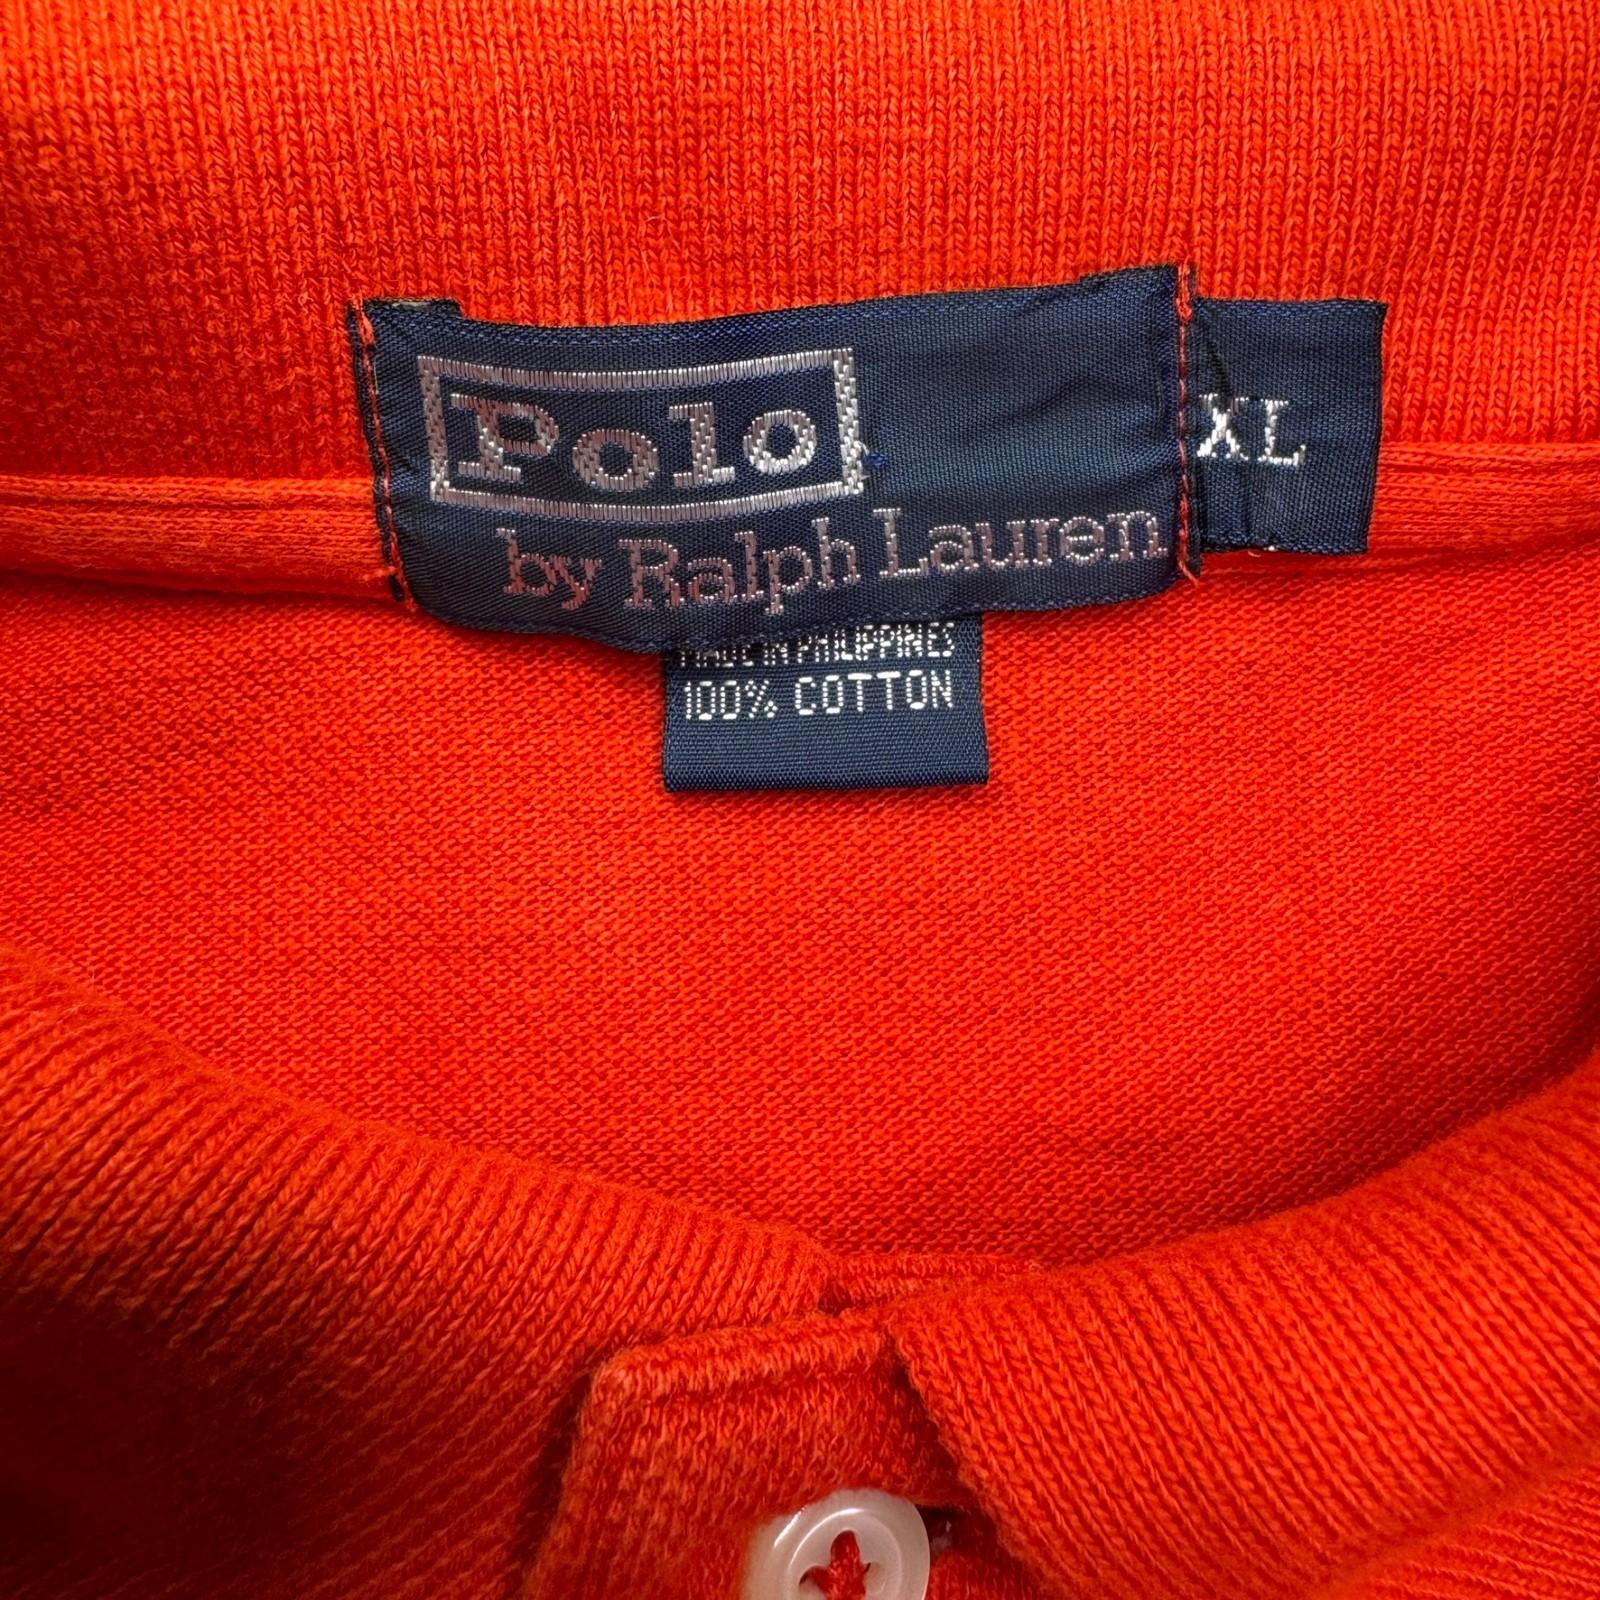 Polo
by Ralph Lauren
XL
MADE IN PHILIPPINES
100% COTTON